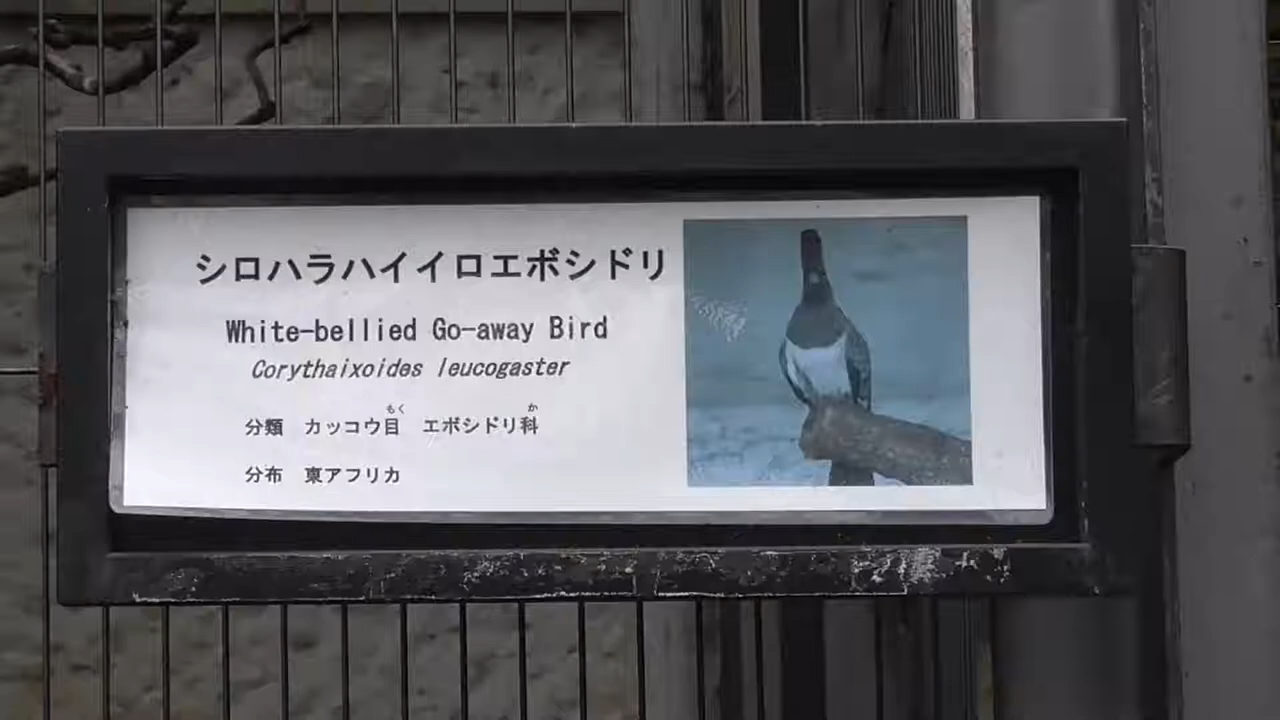 シロハラハイイロエボシドリ
White-bellied Go-away Bird
Corythaixoides leucogaster
分類 カッコウ目 エボシドリ科
もく か
分布 東アフリカ